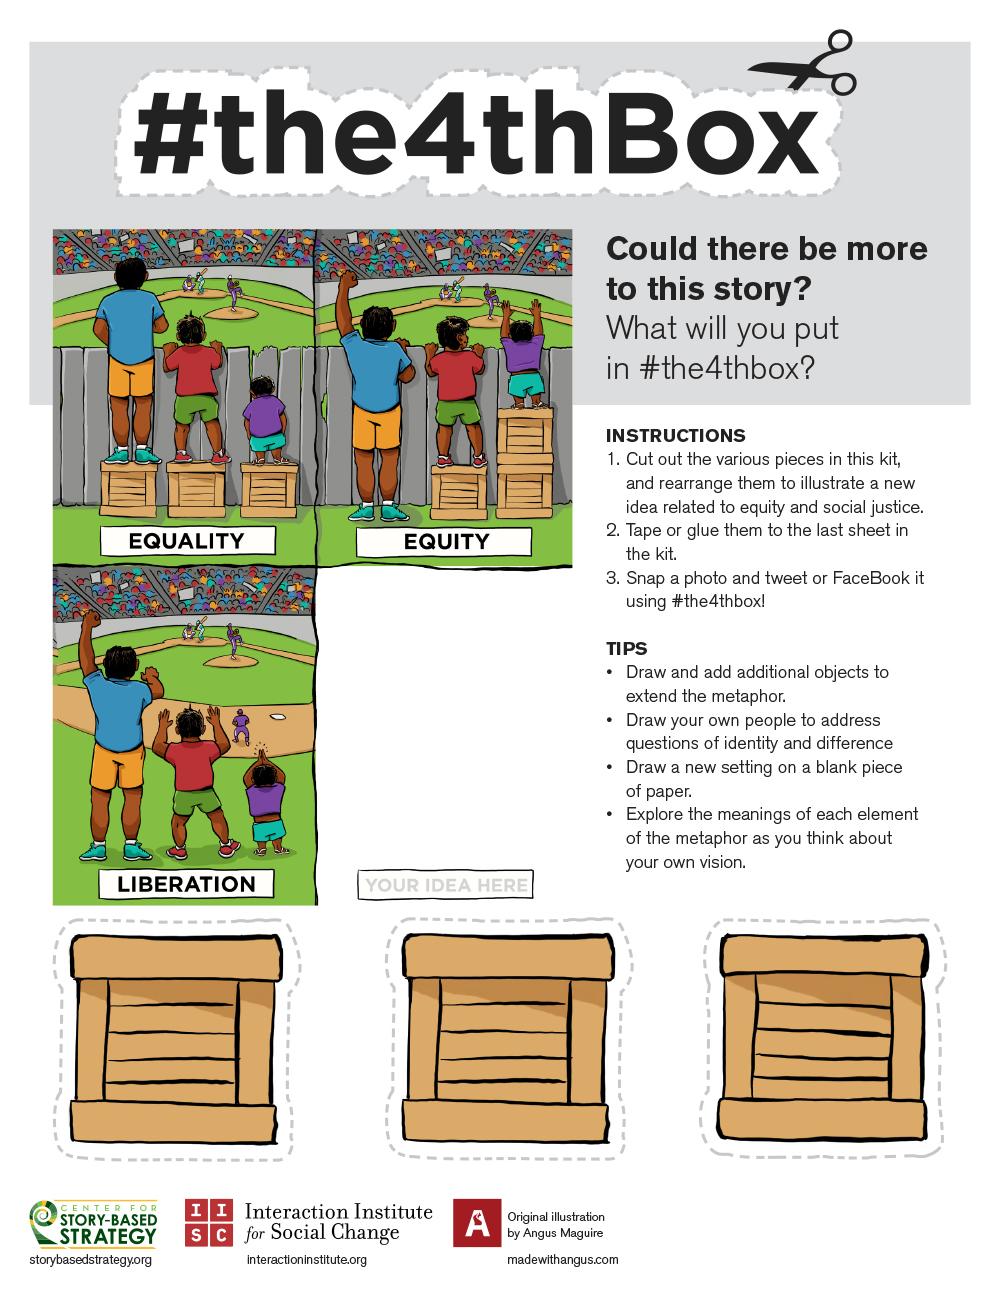 #the4thBox
Could there be more
to this story?
What will you put
in #the4thbox?
EQUALITY
EQUITY
LIBERATION
YOUR IDEA HERE
INSTRUCTIONS
1. Cut out the various pieces in this kit,
and rearrange them to illustrate a new
idea related to equity and social justice.
2. Tape or glue them to the last sheet in
the kit.
3. Snap a photo and tweet or FaceBook it
using #the4thbox!
TIPS
• Draw and add additional objects to
extend the metaphor.
• Draw your own people to address
questions of identity and difference
• Draw a new setting on a blank piece
of paper.
• Explore the meanings of each element
of the metaphor as you think about
your own vision.
CENTER FOR
STORY-BASED
STRATEGY
storybasedstrategy.org
I I
S C
Interaction Institute
for Social Change
interactioninstitute.org
A
Original illustration
by Angus Maguire
madewithangus.com